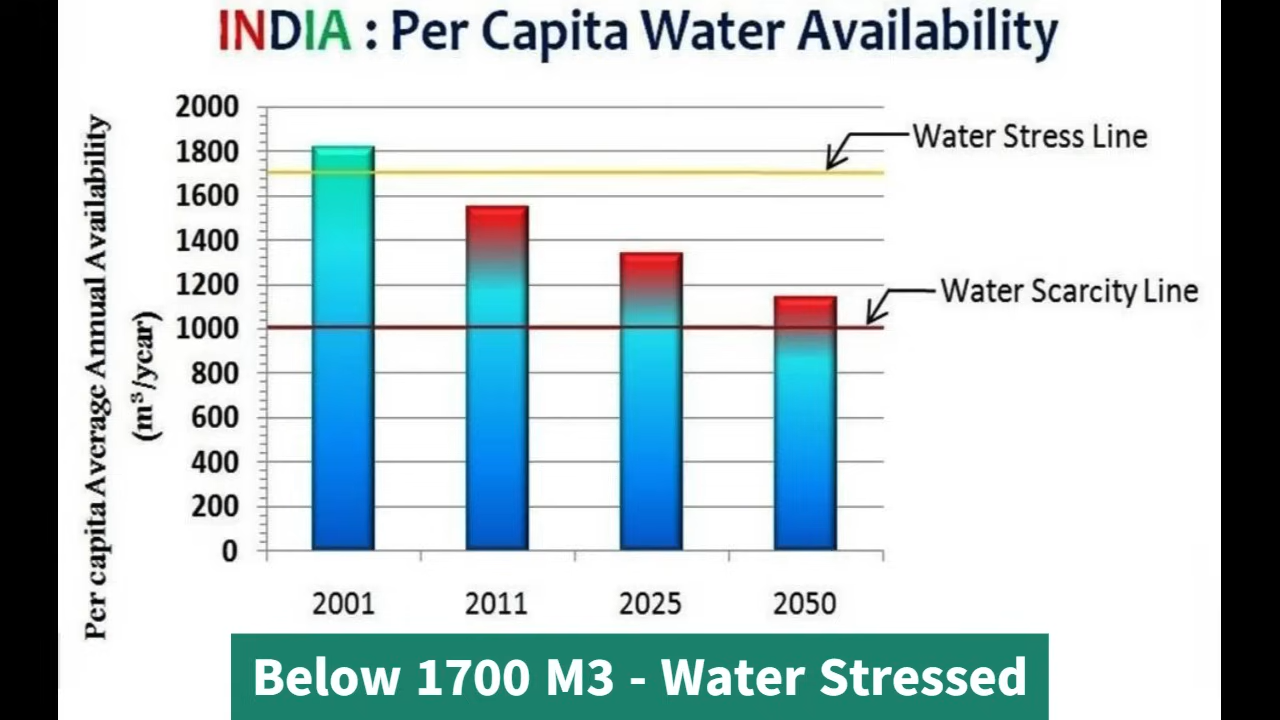 INDIA : Per Capita Water Availability
Per capita Average Annual Availability
(m³/year)
2000
1800
1600
1400
1200
1000
800
600
400
200
0
Water Stress Line
Water Scarcity Line
2001 2011 2025 2050
Below 1700 M3 - Water Stressed